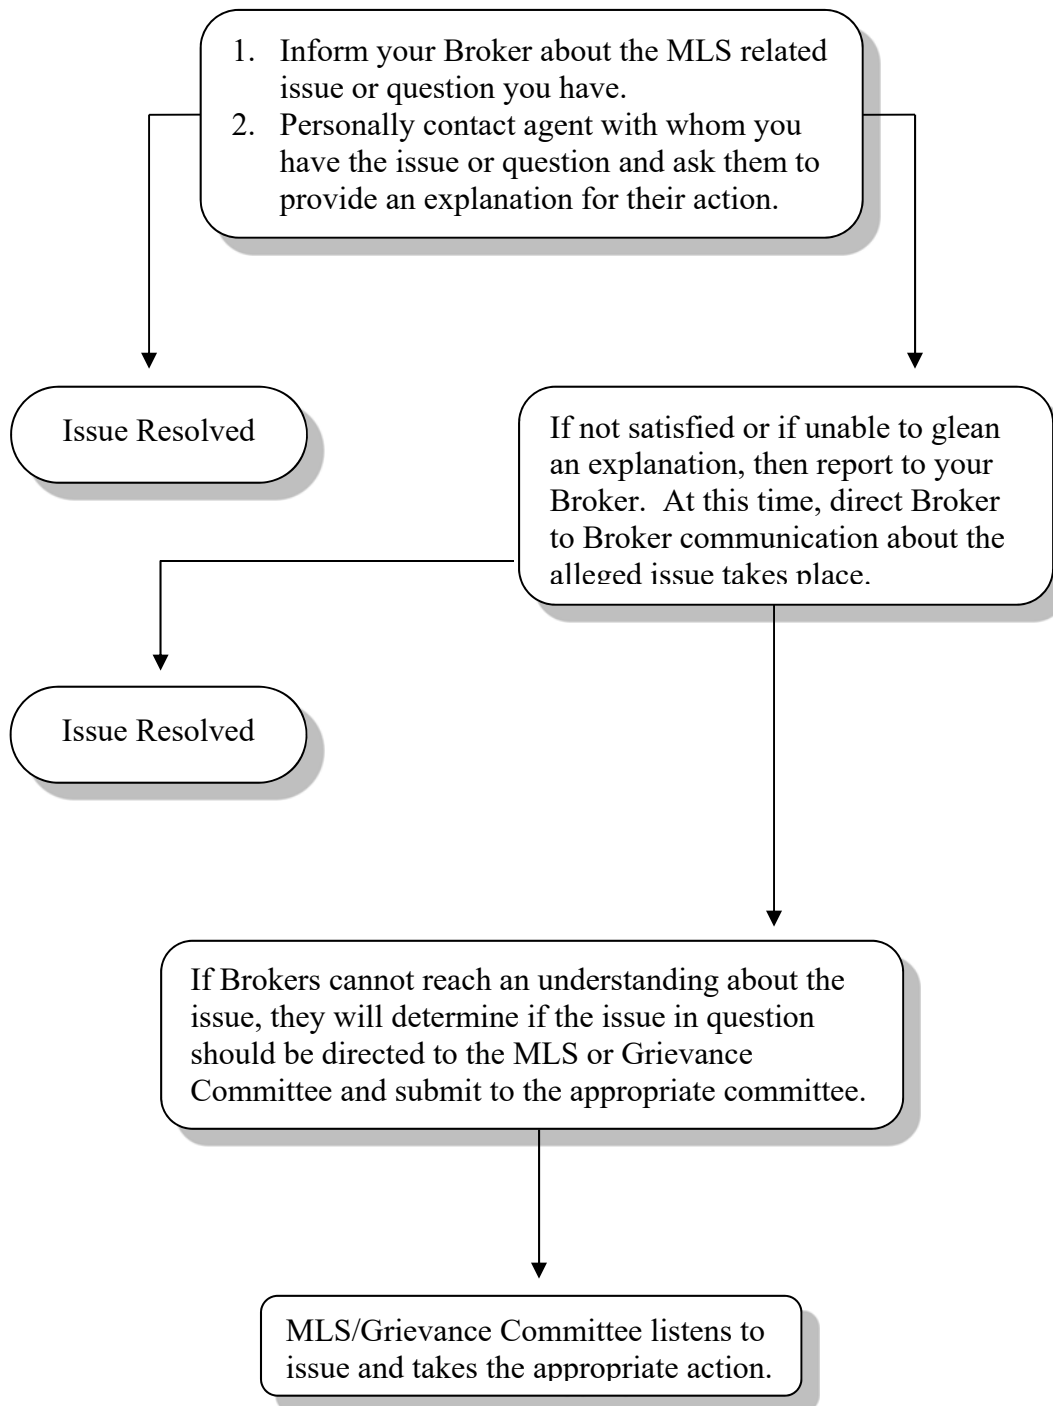 1. Inform your Broker about the MLS related
issue or question you have.
2. Personally contact agent with whom you
have the issue or question and ask them to
provide an explanation for their action.
Issue Resolved
If not satisfied or if unable to glean
an explanation, then report to your
Broker. At this time, direct Broker
to Broker communication about the
alleged issue takes place.
Issue Resolved
If Brokers cannot reach an understanding about the
issue, they will determine if the issue in question
should be directed to the MLS or Grievance
Committee and submit to the appropriate committee.
MLS/Grievance Committee listens to
issue and takes the appropriate action.